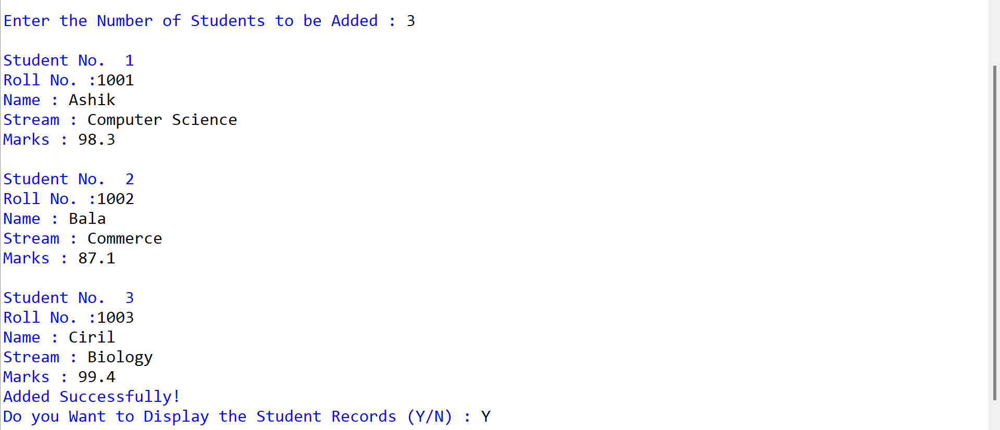 Enter the Number of Students to be Added : 3
Student No.  1
Roll No. :1001
Name : Ashik
Stream : Computer Science
Marks : 98.3
Student No.  2
Roll No. :1002
Name : Bala
Stream : Commerce
Marks : 87.1
Student No.  3
Roll No. :1003
Name : Ciril
Stream : Biology
Marks : 99.4
Added Successfully!
Do you Want to Display the Student Records (Y/N) : Y